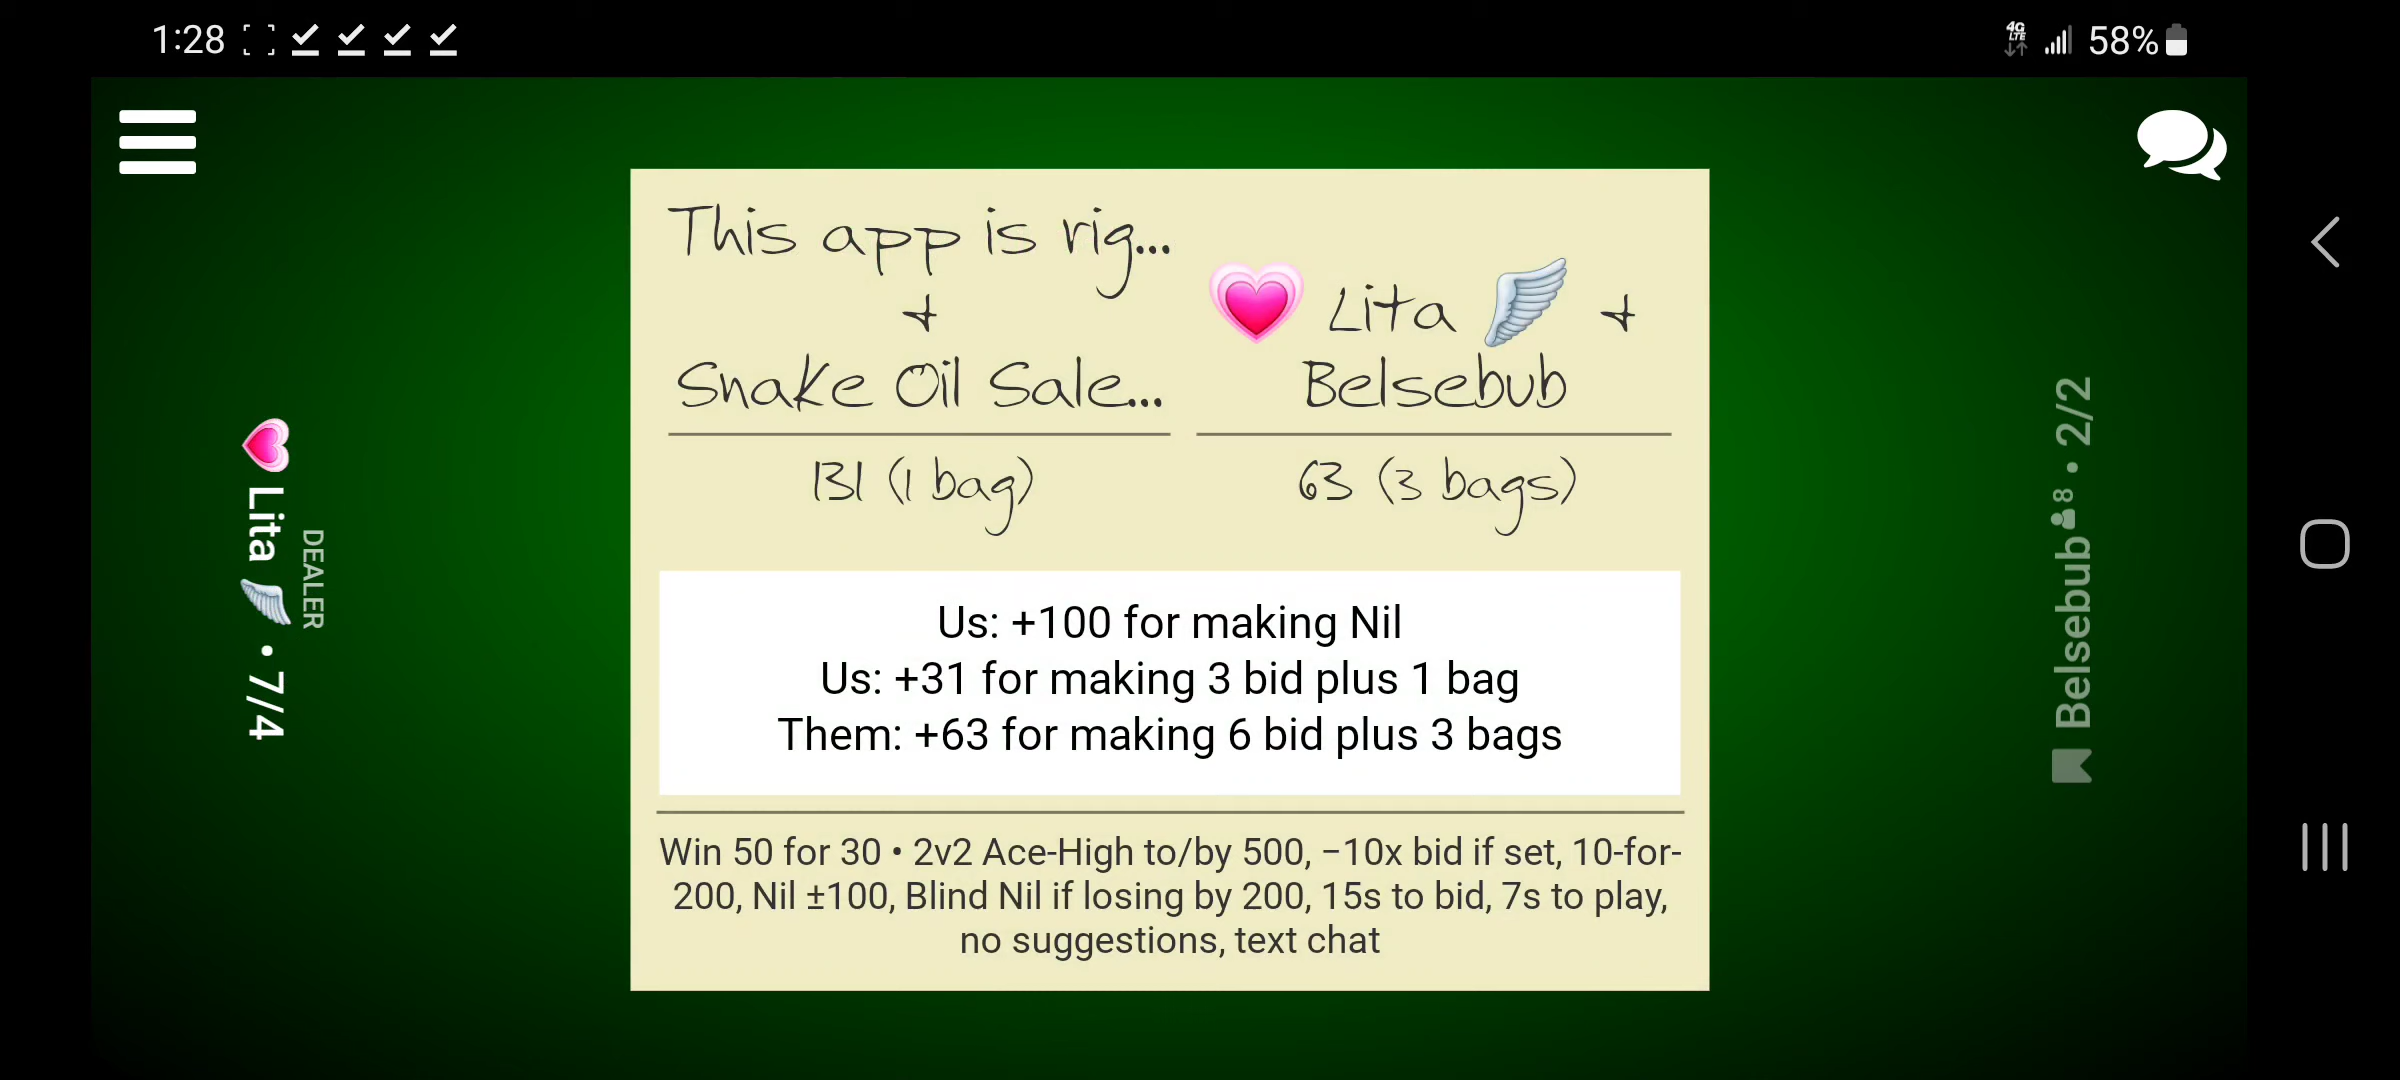 1:28
4G LTE 58%
This app is rig...
+
Snake Oil Sale...
💗 Lita 🪽 +
Belsebub
131 (1 bag)
63 (3 bags)
Us: +100 for making Nil
Us: +31 for making 3 bid plus 1 bag
Them: +63 for making 6 bid plus 3 bags
Win 50 for 30 • 2v2 Ace-High to/by 500, −10x bid if set, 10-for-
200, Nil ±100, Blind Nil if losing by 200, 15s to bid, 7s to play,
no suggestions, text chat
DEALER
💗 Lita 🪽 • 7/4
Belsebub 8 • 2/2